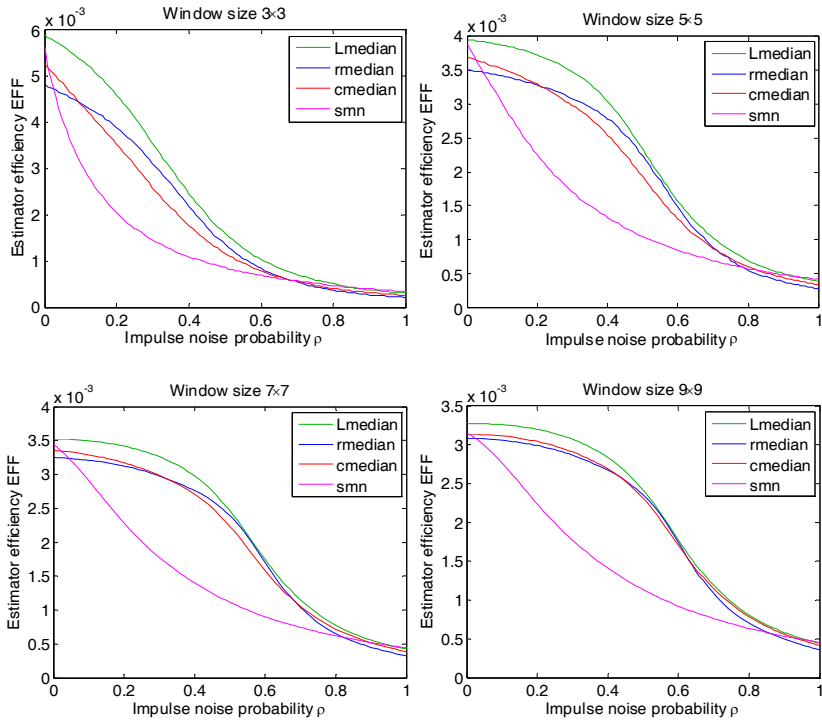 Window size 3×3
x 10⁻³
Estimator efficiency EFF
6
5
4
3
2
1
0
0
0.2
0.4
0.6
0.8
1
Impulse noise probability ρ
Lmedian
rmedian
cmedian
smn
Window size 5×5
x 10⁻³
Estimator efficiency EFF
4
3.5
3
2.5
2
1.5
1
0.5
0
0
0.2
0.4
0.6
0.8
1
Impulse noise probability ρ
Lmedian
rmedian
cmedian
smn
Window size 7×7
x 10⁻³
Estimator efficiency EFF
4
3.5
3
2.5
2
1.5
1
0.5
0
0
0.2
0.4
0.6
0.8
1
Impulse noise probability ρ
Lmedian
rmedian
cmedian
smn
Window size 9×9
x 10⁻³
Estimator efficiency EFF
3.5
3
2.5
2
1.5
1
0.5
0
0
0.2
0.4
0.6
0.8
1
Impulse noise probability ρ
Lmedian
rmedian
cmedian
smn